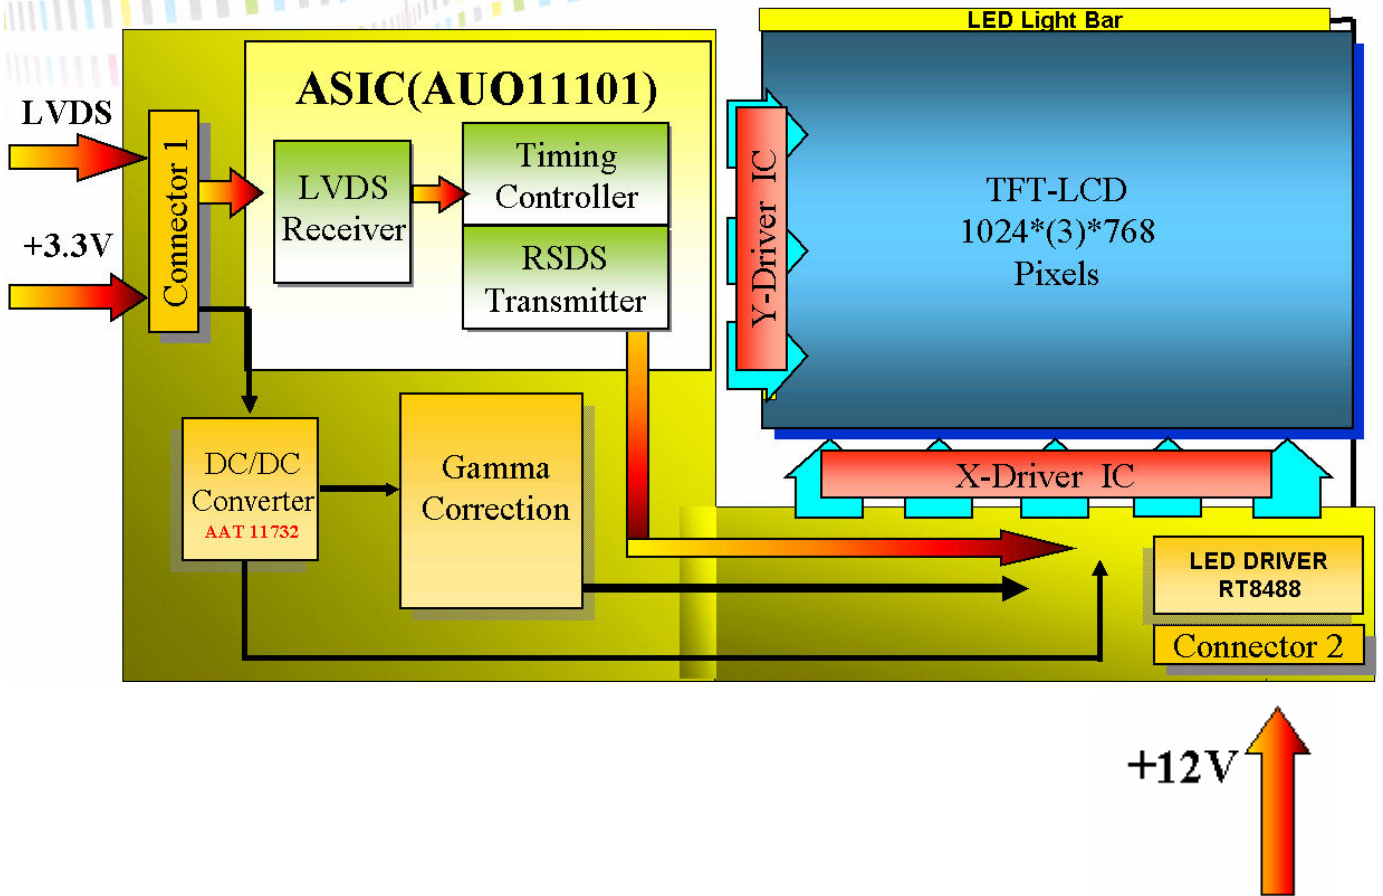 LED Light Bar
ASIC(AUO11101)
LVDS
Connector 1
LVDS
Receiver
Timing
Controller
RSDS
Transmitter
+3.3V
Y-Driver IC
TFT-LCD
1024*(3)*768
Pixels
DC/DC
Converter
AAT 11732
Gamma
Correction
X-Driver IC
LED DRIVER
RT8488
Connector 2
+12V